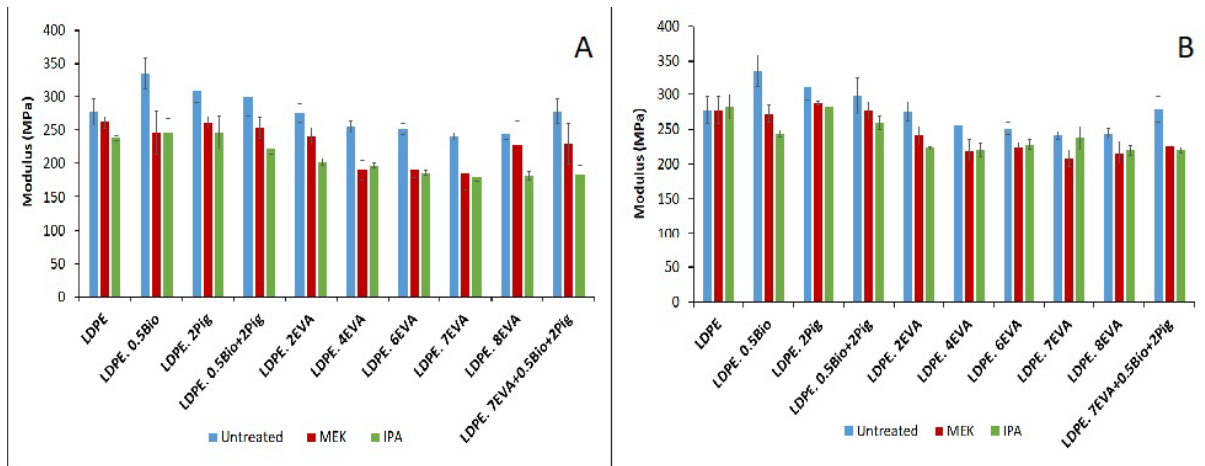 A
Modulus (MPa)
400
350
300
250
200
150
100
50
0
LDPE
LDPE. 0.5Bio
LDPE. 2Pig
LDPE. 0.5Bio+2Pig
LDPE. 2EVA
LDPE. 4EVA
LDPE. 6EVA
LDPE. 7EVA
LDPE. 8EVA
LDPE. 7EVA+0.5Bio+2Pig
Untreated MEK IPA
B
Modulus (MPa)
400
350
300
250
200
150
100
50
0
LDPE
LDPE. 0.5Bio
LDPE. 2Pig
LDPE. 0.5Bio+2Pig
LDPE. 2EVA
LDPE. 4EVA
LDPE. 6EVA
LDPE. 7EVA
LDPE. 8EVA
LDPE. 7EVA+0.5Bio+2Pig
Untreated MEK IPA